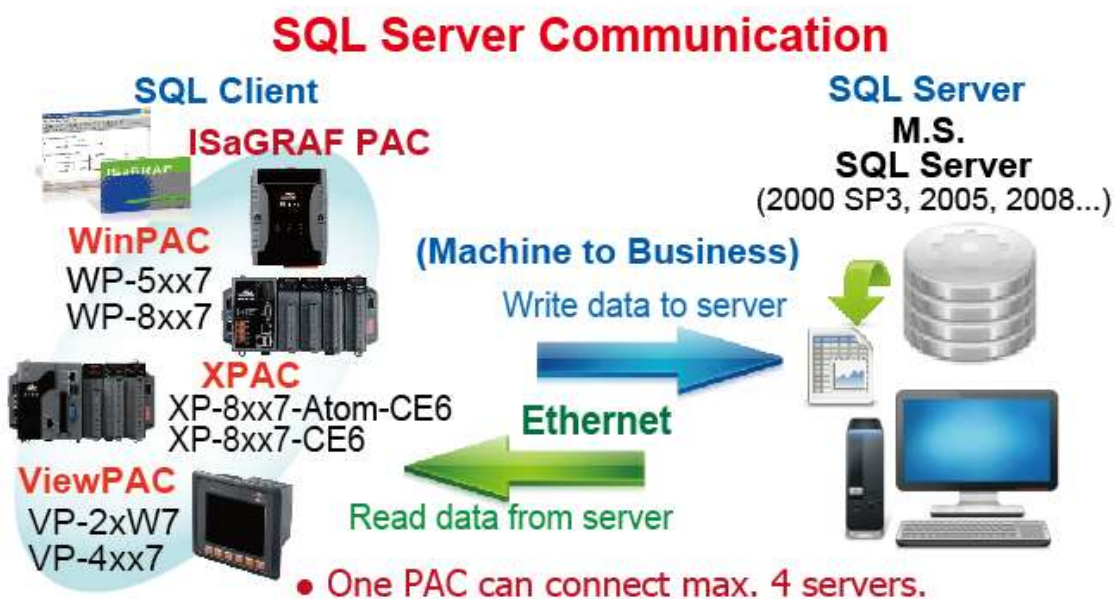 SQL Server Communication
SQL Client
ISaGRAF PAC
ISaGRAF
WinPAC
WP-5xx7
WP-8xx7
XPAC
XP-8xx7-Atom-CE6
XP-8xx7-CE6
ViewPAC
VP-2xW7
VP-4xx7
(Machine to Business)
Write data to server
Ethernet
Read data from server
SQL Server
M.S.
SQL Server
(2000 SP3, 2005, 2008...)
• One PAC can connect max. 4 servers.